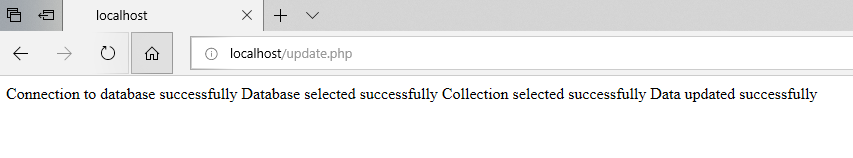 localhost
localhost/update.php
Connection to database successfully Database selected successfully Collection selected successfully Data updated successfully